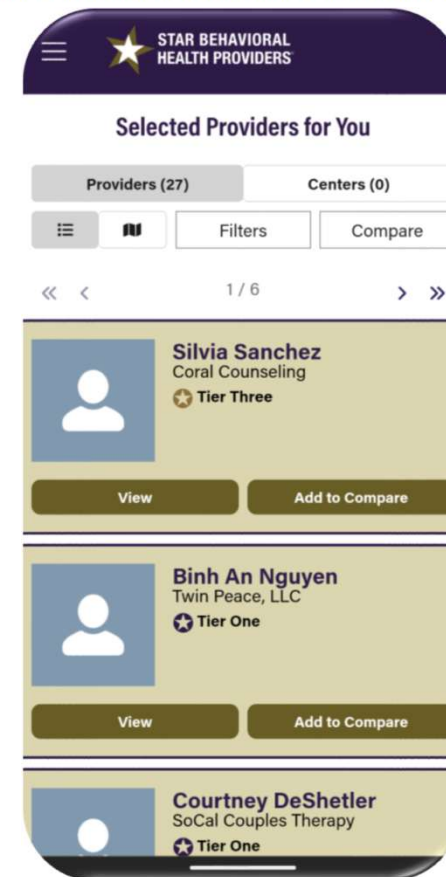 STAR BEHAVIORAL
HEALTH PROVIDERS
Selected Providers for You
Providers (27)
Centers (0)
Filters
Compare
« ‹ 1 / 6 › »
Silvia Sanchez
Coral Counseling
Tier Three
View
Add to Compare
Binh An Nguyen
Twin Peace, LLC
Tier One
View
Add to Compare
Courtney DeShetler
SoCal Couples Therapy
Tier One